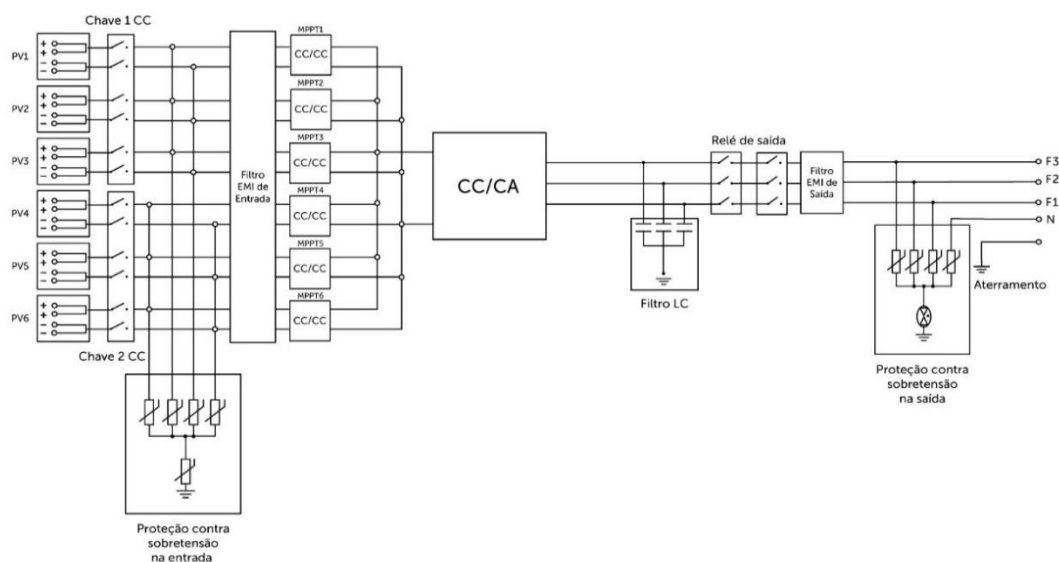 Chave 1 CC
PV1
+
+
−
−
PV2
+
+
−
−
PV3
+
+
−
−
PV4
+
+
−
−
PV5
+
+
−
−
PV6
+
+
−
−
Chave 2 CC
Filtro
EMI de
Entrada
MPPT1
CC/CC
MPPT2
CC/CC
MPPT3
CC/CC
MPPT4
CC/CC
MPPT5
CC/CC
MPPT6
CC/CC
CC/CA
Filtro LC
Relé de saída
Filtro
EMI de
Saída
F3
F2
F1
N
Aterramento
Proteção contra
sobretensão
na saída
Proteção contra
sobretensão
na entrada